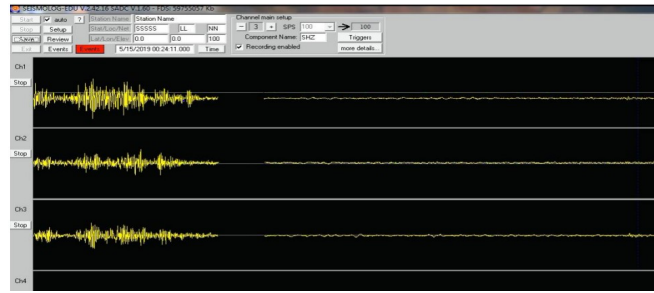 SEISMOLOG-EDU V.2.42.16 SADC V.1.60 - FDS: 59755057 Kb
Start auto ? Station Name Station Name Channel main setup
Stop Setup Stat/Loc/Net SSSSS LL NN - 3 + SPS 100 100
Save Review Lat/Lon/Elev 0.0 0.0 100 Component Name: SHZ Triggers
Exit Events Events 5/15/2019 00:24:11.000 Time Recording enabled more details...
Ch1
Stop
Ch2
Stop
Ch3
Stop
Ch4